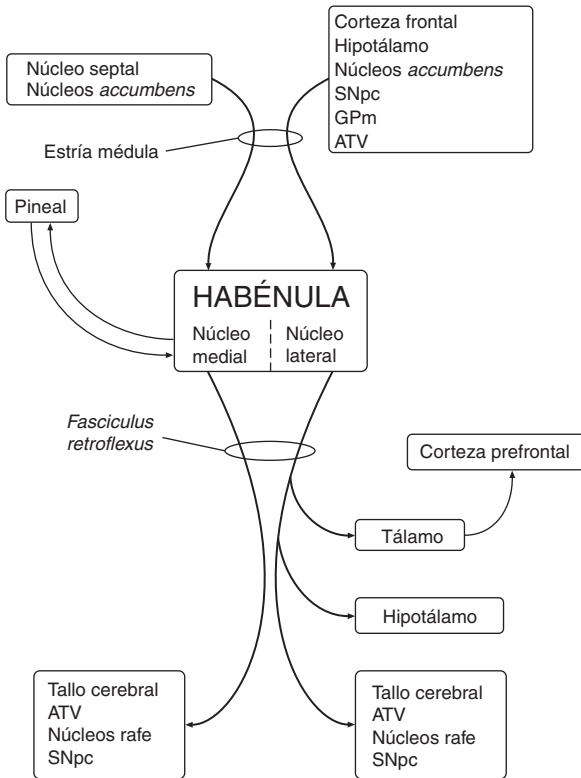 Núcleo septal
Núcleos accumbens
Corteza frontal
Hipotálamo
Núcleos accumbens
SNpc
GPm
ATV
Estría médula
Pineal
HABÉNULA
Núcleo
medial
Núcleo
lateral
Fasciculus
retroflexus
Corteza prefrontal
Tálamo
Hipotálamo
Tallo cerebral
ATV
Núcleos rafe
SNpc
Tallo cerebral
ATV
Núcleos rafe
SNpc